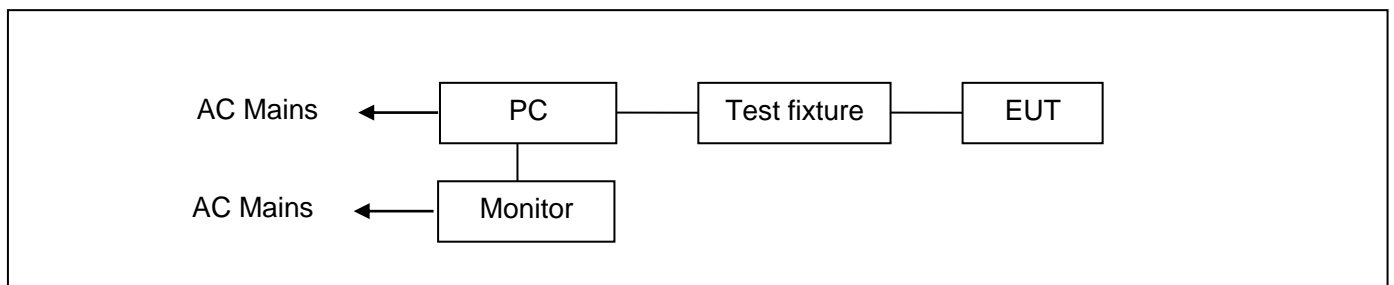 AC Mains
PC
Test fixture
EUT
AC Mains
Monitor